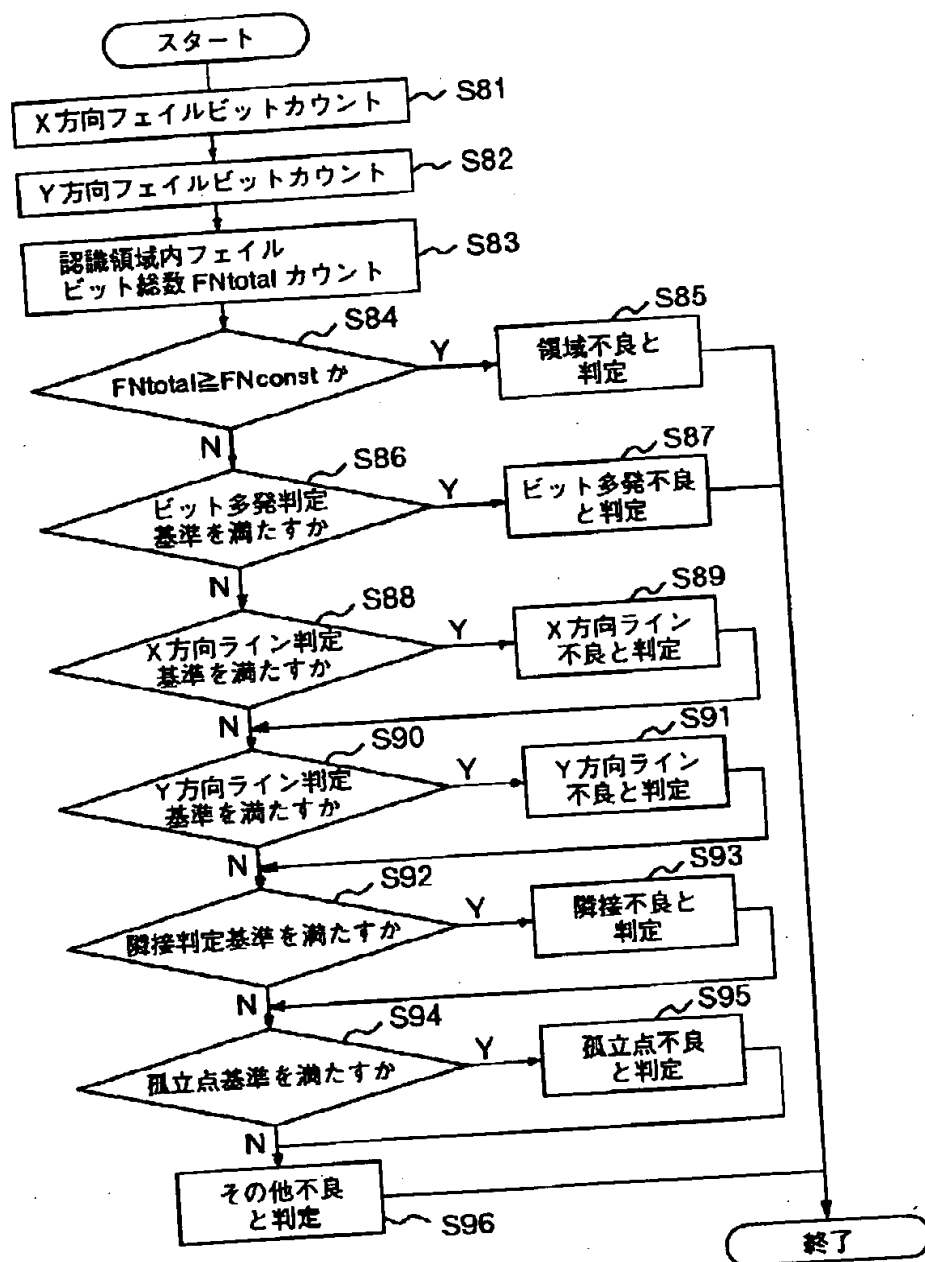 スタート
X方向フェイルビットカウント
S81
Y方向フェイルビットカウント
S82
認識領域内フェイル
ビット総数 FNtotal カウント
S83
S84
FNtotal≧FNconst か
Y
N
S85
領域不良と
判定
S86
ビット多発判定
基準を満たすか
Y
N
S87
ビット多発不良
と判定
S88
X方向ライン判定
基準を満たすか
Y
N
S89
X方向ライン
不良と判定
S90
Y方向ライン判定
基準を満たすか
Y
N
S91
Y方向ライン
不良と判定
S92
隣接判定基準を満たすか
Y
N
S93
隣接不良と
判定
S94
孤立点基準を満たすか
Y
N
S95
孤立点不良
と判定
その他不良
と判定
S96
終了